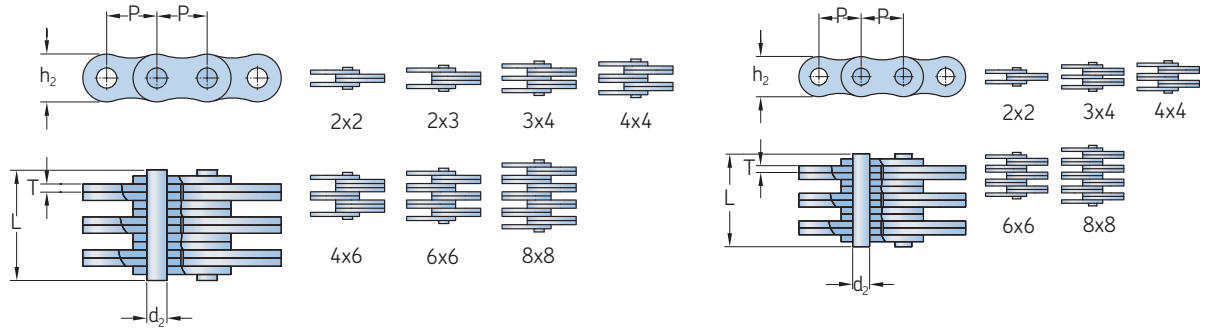 P P
h₂
2x2 2x3 3x4 4x4
T
L
4x6 6x6 8x8
d₂
P P
h₂
2x2 3x4 4x4
T
L
6x6 8x8
d₂